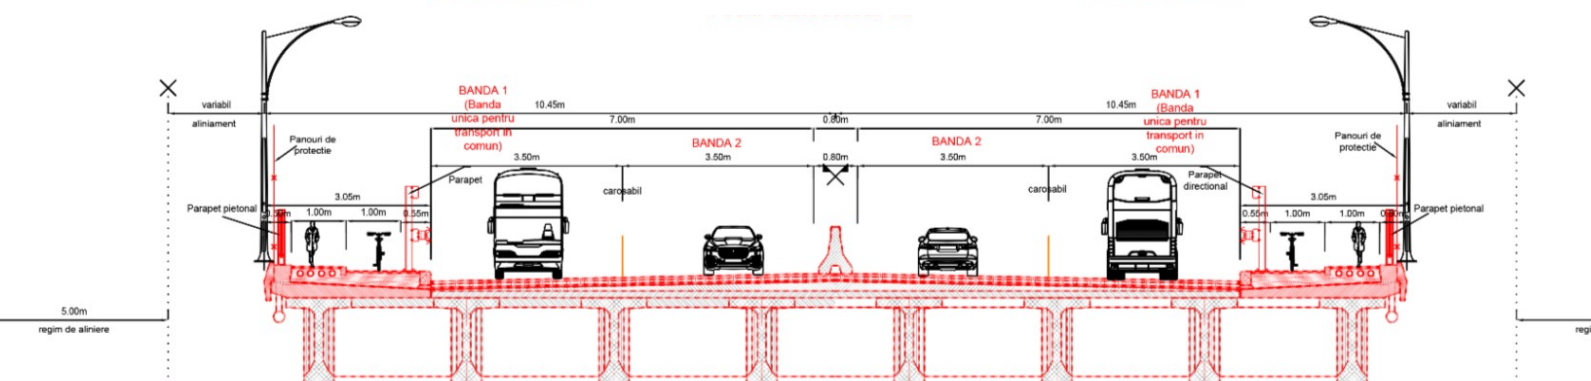 BANDA 1
(Banda
unica pentru
transport in
comun)
BANDA 1
(Banda
unica pentru
transport in
comun)
variabil
10.45m
10.45m
variabil
aliniament
7.00m
0.80m
7.00m
aliniament
Panouri de
protectie
BANDA 2
BANDA 2
Panouri de
protectie
3.50m
3.50m
0.80m
3.50m
3.50m
Parapet
carosabil
carosabil
Parapet
directional
3.05m
3.05m
Parapet pietonal
1.00m
1.00m
0.55m
0.55m
1.00m
1.00m
Parapet pietonal
5.00m
regim de aliniere